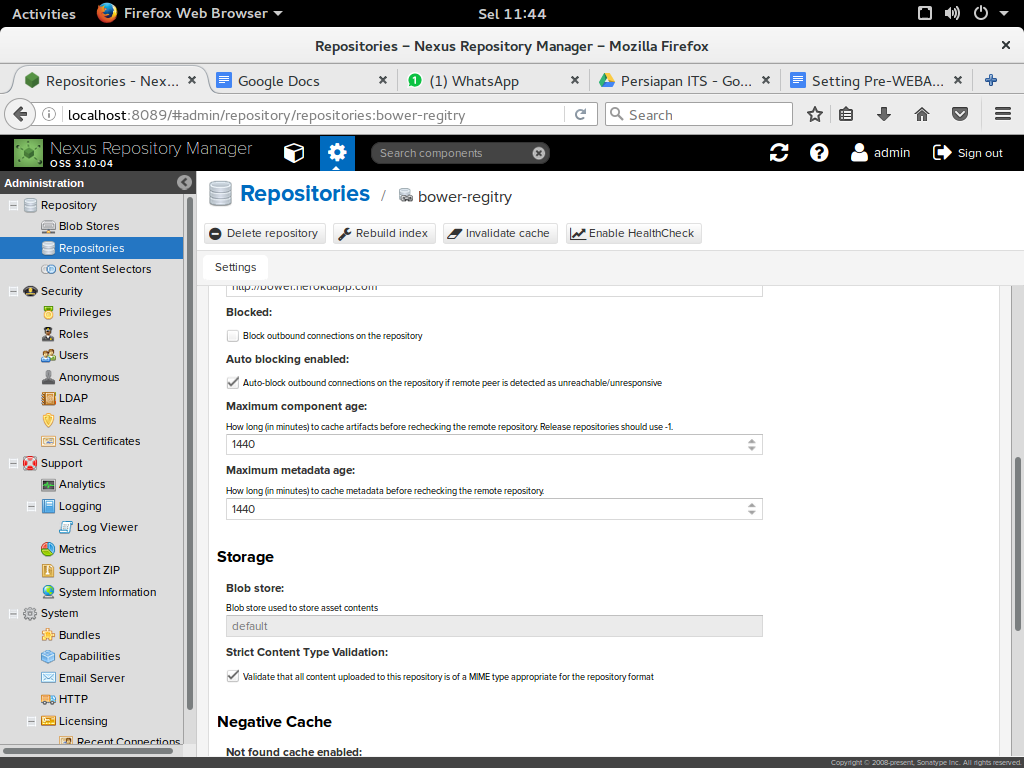 Activities Firefox Web Browser Sel 11:44
Repositories – Nexus Repository Manager – Mozilla Firefox
Repositories - Nex... Google Docs (1) WhatsApp Persiapan ITS - Go... Setting Pre-WEBA...
localhost:8089/#admin/repository/repositories:bower-regitry Search
Nexus Repository Manager
OSS 3.1.0-04
Search components admin Sign out
Administration
Repository
Blob Stores
Repositories
Content Selectors
Security
Privileges
Roles
Users
Anonymous
LDAP
Realms
SSL Certificates
Support
Analytics
Logging
Log Viewer
Metrics
Support ZIP
System Information
System
Bundles
Capabilities
Email Server
HTTP
Licensing
Recent Connections
Repositories / bower-regitry
Delete repository Rebuild index Invalidate cache Enable HealthCheck
Settings
http://bower.herokuapp.com
Blocked:
Block outbound connections on the repository
Auto blocking enabled:
Auto-block outbound connections on the repository if remote peer is detected as unreachable/unresponsive
Maximum component age:
How long (in minutes) to cache artifacts before rechecking the remote repository. Release repositories should use -1.
1440
Maximum metadata age:
How long (in minutes) to cache metadata before rechecking the remote repository.
1440
Storage
Blob store:
Blob store used to store asset contents
default
Strict Content Type Validation:
Validate that all content uploaded to this repository is of a MIME type appropriate for the repository format
Negative Cache
Not found cache enabled:
Copyright © 2008-present, Sonatype Inc. All rights reserved.